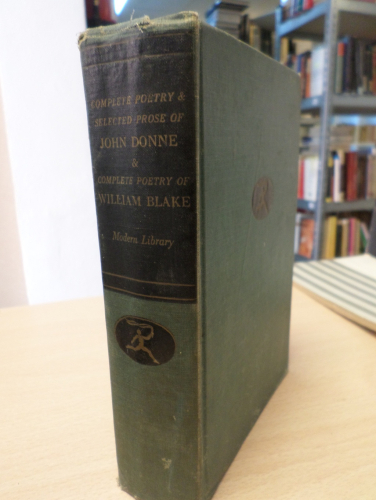 COMPLETE POETRY &
SELECTED PROSE OF
JOHN DONNE
&
COMPLETE POETRY OF
WILLIAM BLAKE
Modern Library